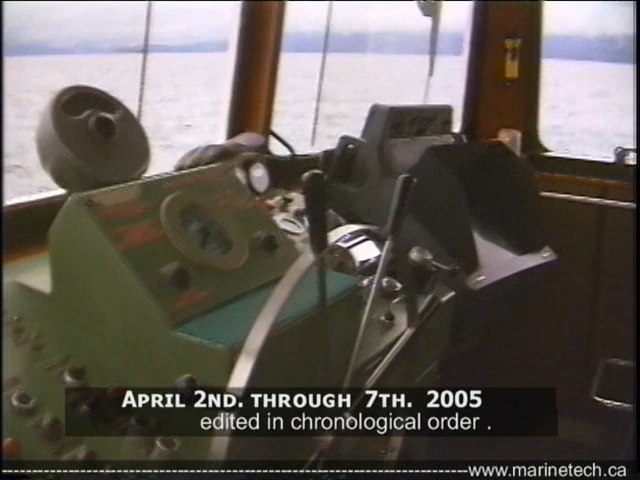 APRIL 2ND. THROUGH 7TH. 2005
edited in chronological order .
www.marinetech.ca